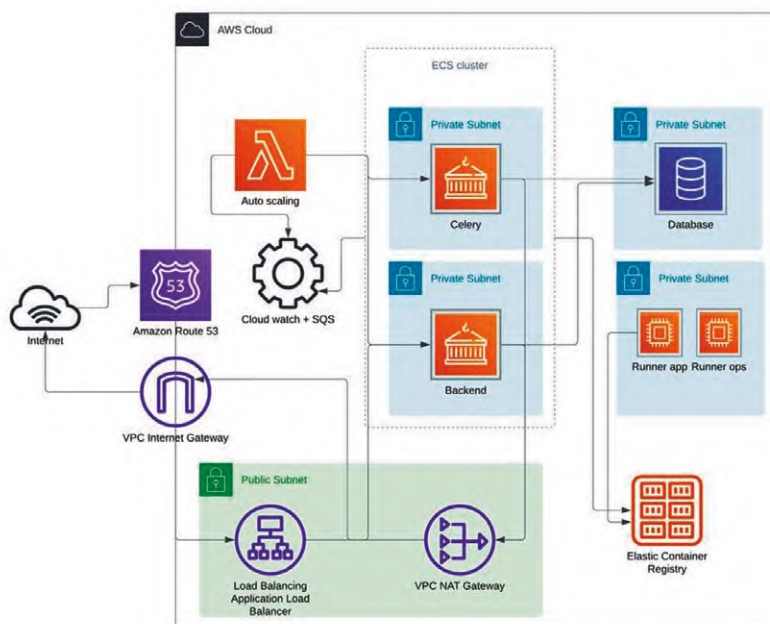 AWS Cloud
ECS cluster
Private Subnet
Private Subnet
Auto scaling
Celery
Database
Private Subnet
Private Subnet
53
Internet
Amazon Route 53
Cloud watch + SQS
Backend
Runner app
Runner ops
VPC Internet Gateway
Public Subnet
Load Balancing
Application Load
Balancer
VPC NAT Gateway
Elastic Container
Registry